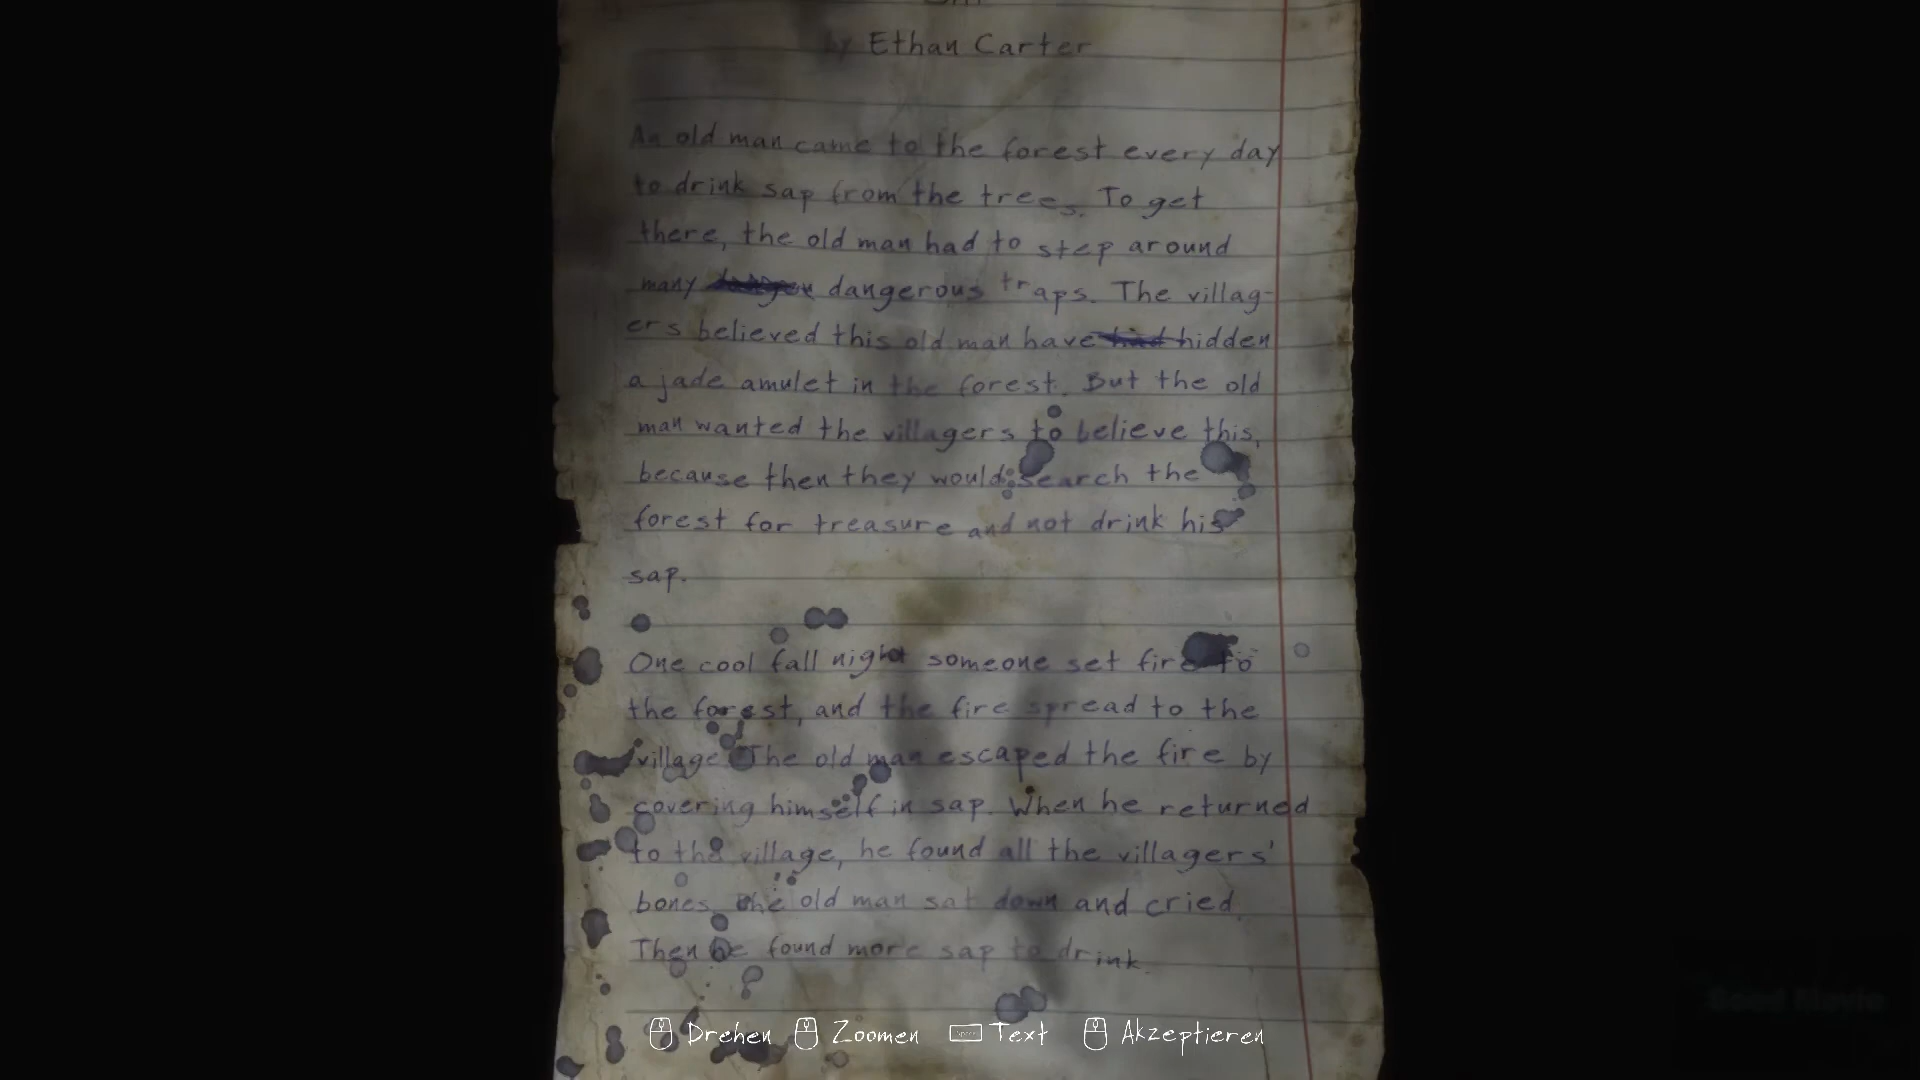 by Ethan Carter
An old man came to the forest every day
to drink sap from the trees. To get
there, the old man had to step around
many dangerous traps. The villag-
ers believed this old man have had hidden
a jade amulet in the forest. But the old
man wanted the villagers to believe this,
because then they would search the
forest for treasure and not drink his
sap.
One cool fall night someone set fire to
the forest, and the fire spread to the
village. The old man escaped the fire by
covering himself in sap. When he returned
to the village, he found all the villagers'
bones. The old man sat down and cried.
Then he found more sap to drink.
Drehen Zoomen Text Akzeptieren